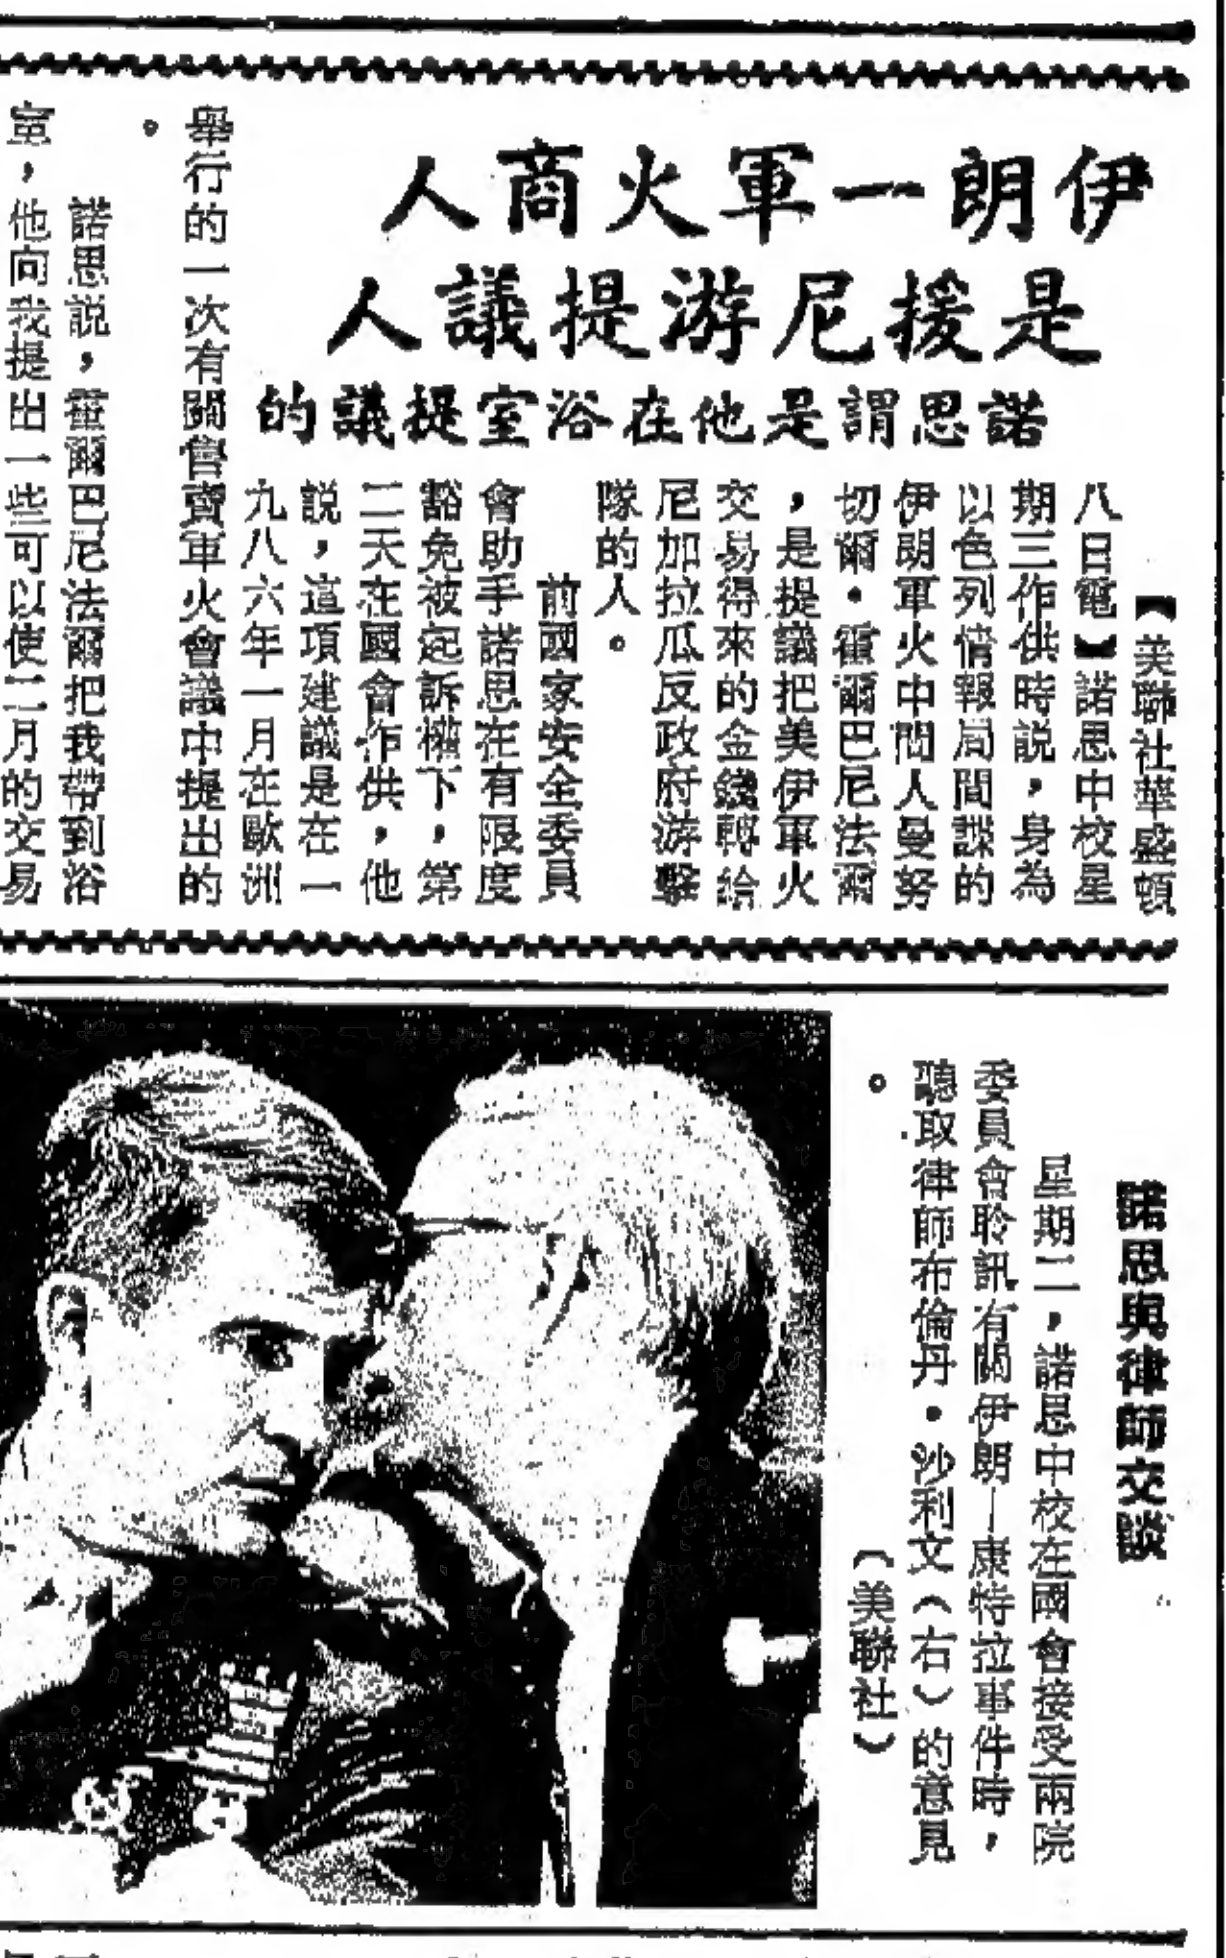 伊朗一軍火商人
是援尼游提議人
諾思謂是他在浴室提議的
【美聯社華盛頓
八日電】諾思中校星
期三作供時説，身為
以色列情報局間諜的
伊朗軍火中間人曼努
切爾·霍爾巴尼法爾
，是提議把美伊軍火
交易得來的金錢轉給
尼加拉瓜反政府游擊
隊的人。
前國家安全委員
會助手諾思在有限度
豁免被起訴權下，第
二天在國會作供，他
説，這項建議是在一
九八六年一月在歐洲
舉行的一次有關售賣軍火會議中提出的
。
諾思説，霍爾巴尼法爾把我帶到浴
室，他向我提出一些可以使二月的交易
諾思與律師交談
星期二，諾思中校在國會接受兩院
委員會聆訊有關伊朗—康特拉事件時，
聽取律師布倫丹·沙利文（右）的意見
。
（美聯社）